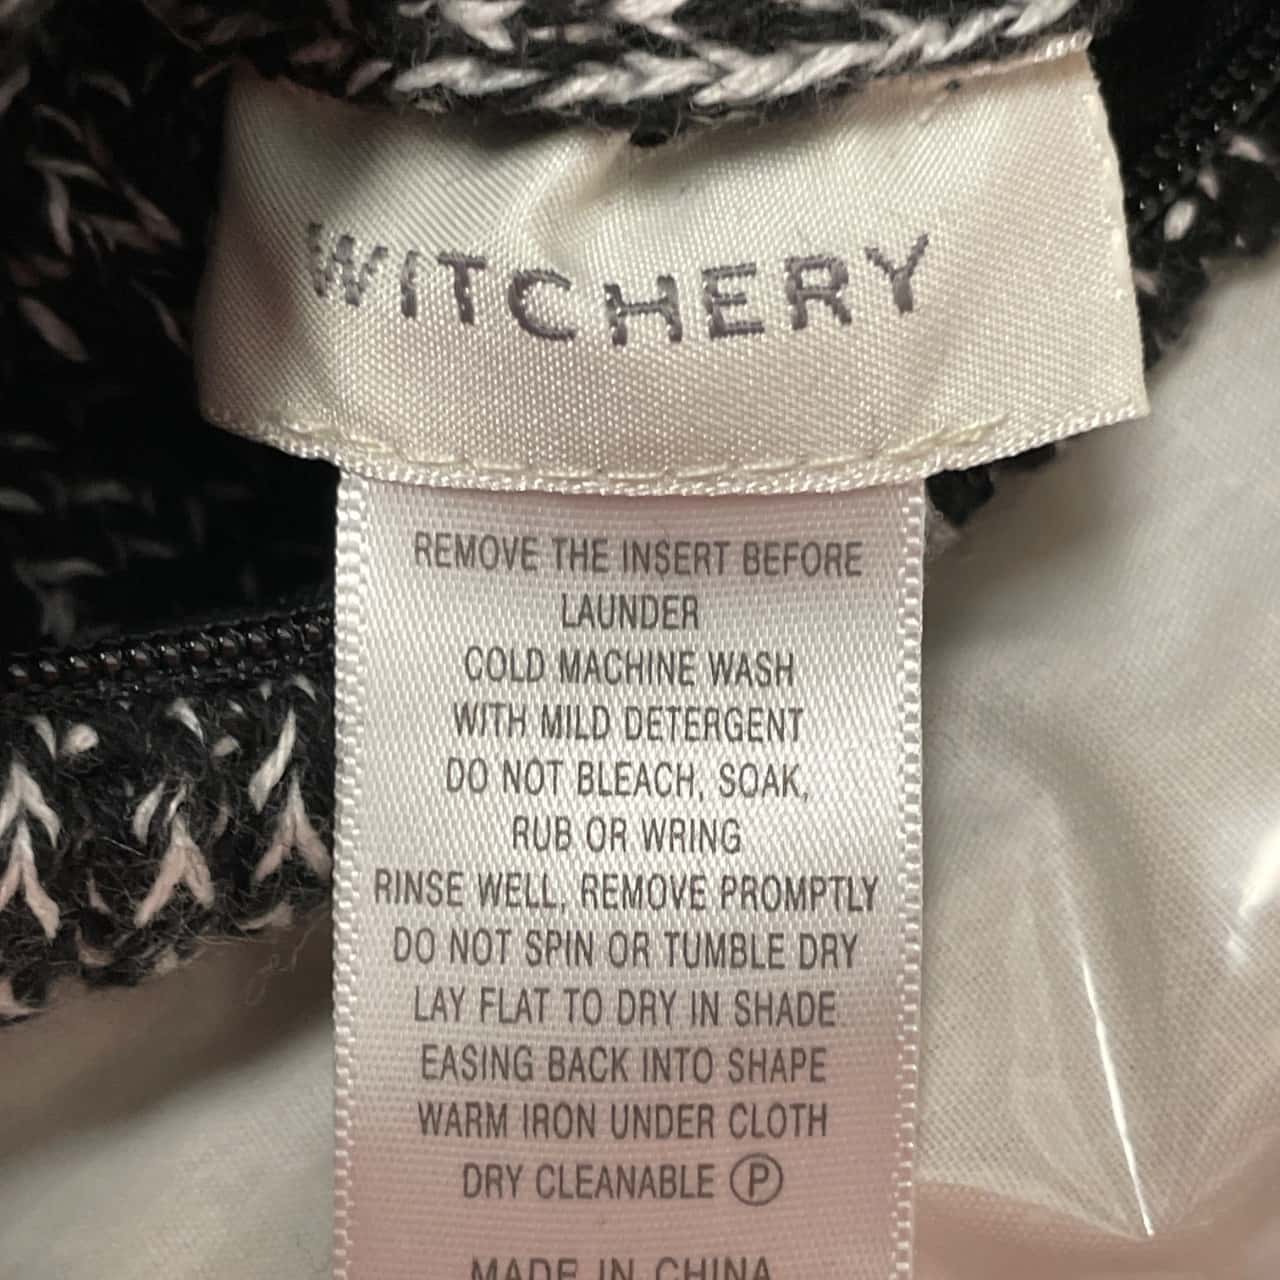 WITCHERY
REMOVE THE INSERT BEFORE
LAUNDER
COLD MACHINE WASH
WITH MILD DETERGENT
DO NOT BLEACH, SOAK,
RUB OR WRING
RINSE WELL, REMOVE PROMPTLY
DO NOT SPIN OR TUMBLE DRY
LAY FLAT TO DRY IN SHADE
EASING BACK INTO SHAPE
WARM IRON UNDER CLOTH
DRY CLEANABLE Ⓟ
MADE IN CHINA